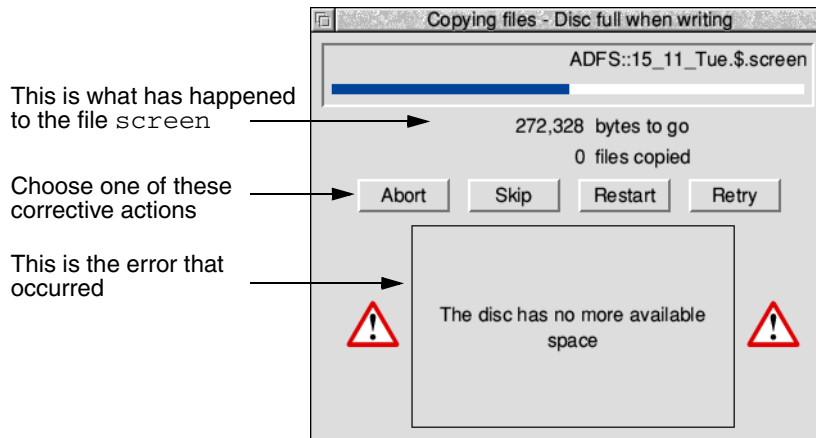 Copying files - Disc full when writing
ADFS::15_11_Tue.$.screen
This is what has happened
to the file screen
272,328 bytes to go
0 files copied
Choose one of these
corrective actions
Abort Skip Restart Retry
This is the error that
occurred
The disc has no more available
space